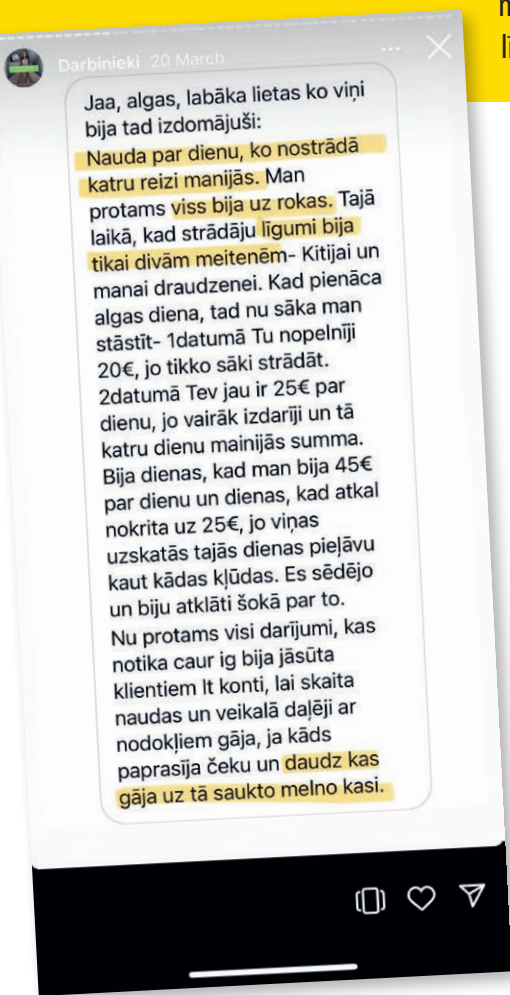 Darbinieki 20 March
Jaa, algas, labāka lietas ko viņi
bija tad izdomājuši:
Nauda par dienu, ko nostrādā
katru reizi manijās. Man
protams viss bija uz rokas. Tajā
laikā, kad strādāju līgumi bija
tikai divām meitenēm- Kitijai un
manai draudzenei. Kad pienāca
algas diena, tad nu sāka man
stāstīt- 1datumā Tu nopelnīji
20€, jo tikko sāki strādāt.
2datumā Tev jau ir 25€ par
dienu, jo vairāk izdarīji un tā
katru dienu mainijās summa.
Bija dienas, kad man bija 45€
par dienu un dienas, kad atkal
nokrita uz 25€, jo viņas
uzskatās tajās dienas pieļāvu
kaut kādas kļūdas. Es sēdējo
un biju atklāti šokā par to.
Nu protams visi darījumi, kas
notika caur ig bija jāsūta
klientiem lt konti, lai skaita
naudas un veikalā daļēji ar
nodokļiem gāja, ja kāds
paprasīja čeku un daudz kas
gāja uz tā saukto melno kasi.